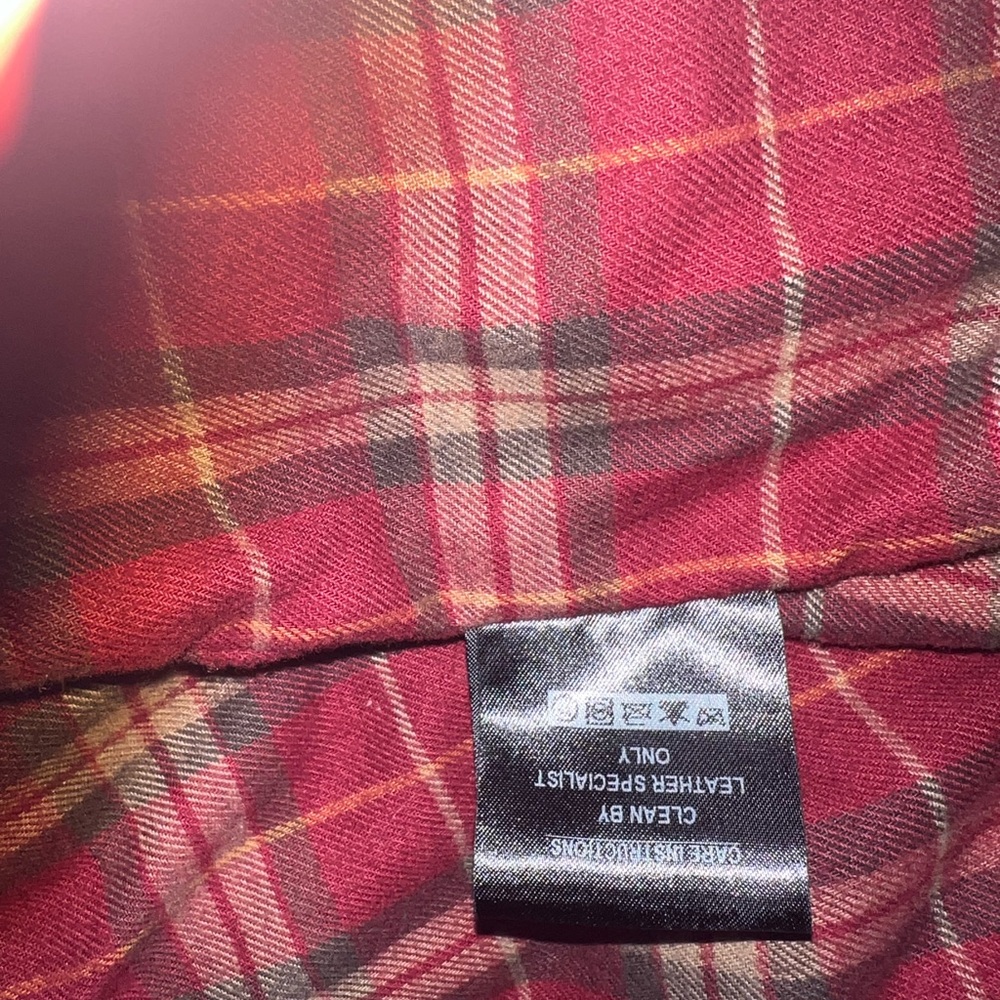 CARE INSTRUCTIONS
CLEAN BY
LEATHER SPECIALIST
ONLY